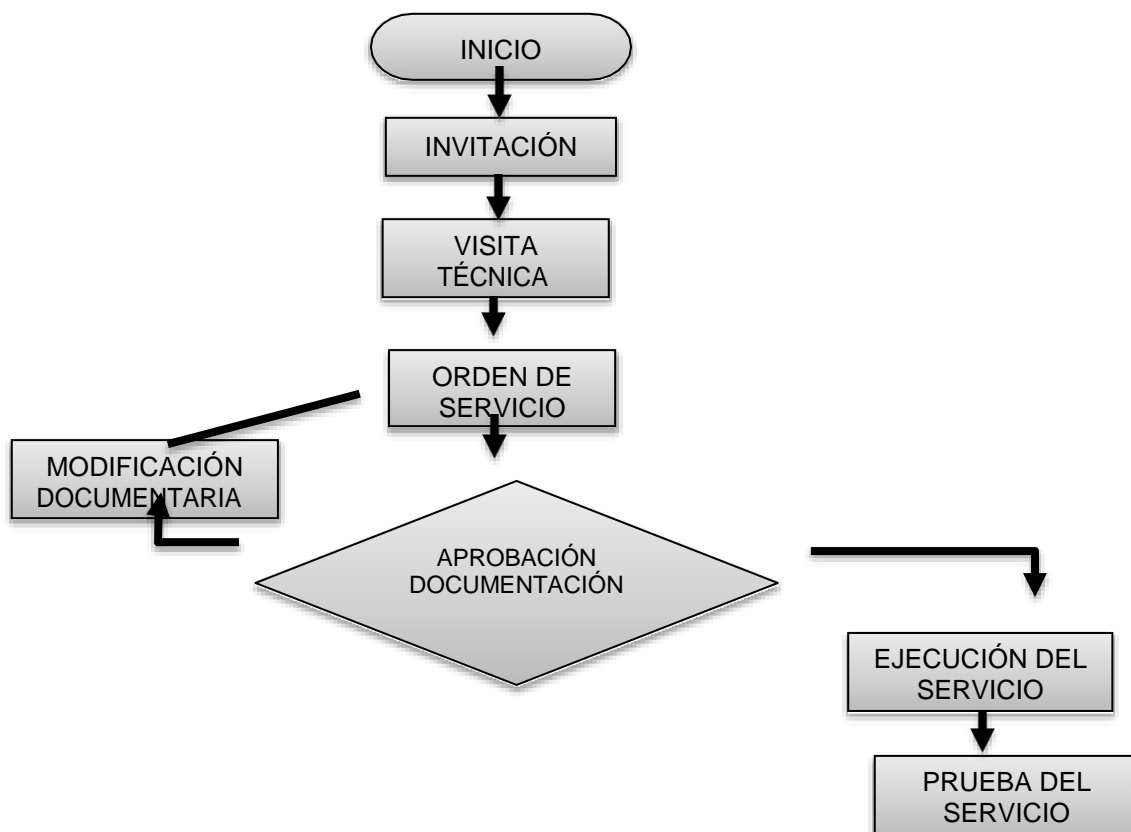 INICIO
INVITACIÓN
VISITA
TÉCNICA
ORDEN DE
SERVICIO
MODIFICACIÓN
DOCUMENTARIA
APROBACIÓN
DOCUMENTACIÓN
EJECUCIÓN DEL
SERVICIO
PRUEBA DEL
SERVICIO